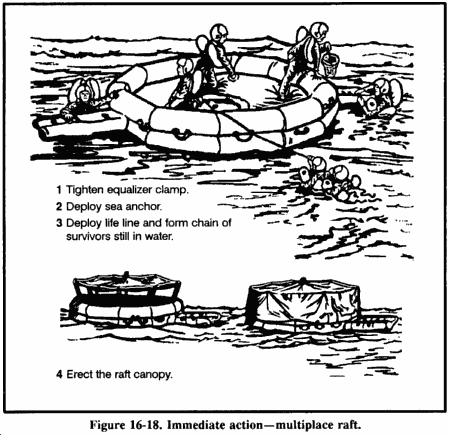 1 Tighten equalizer clamp.
2 Deploy sea anchor.
3 Deploy life line and form chain of
survivors still in water.
4 Erect the raft canopy.
Figure 16-18. Immediate action—multiplace raft.